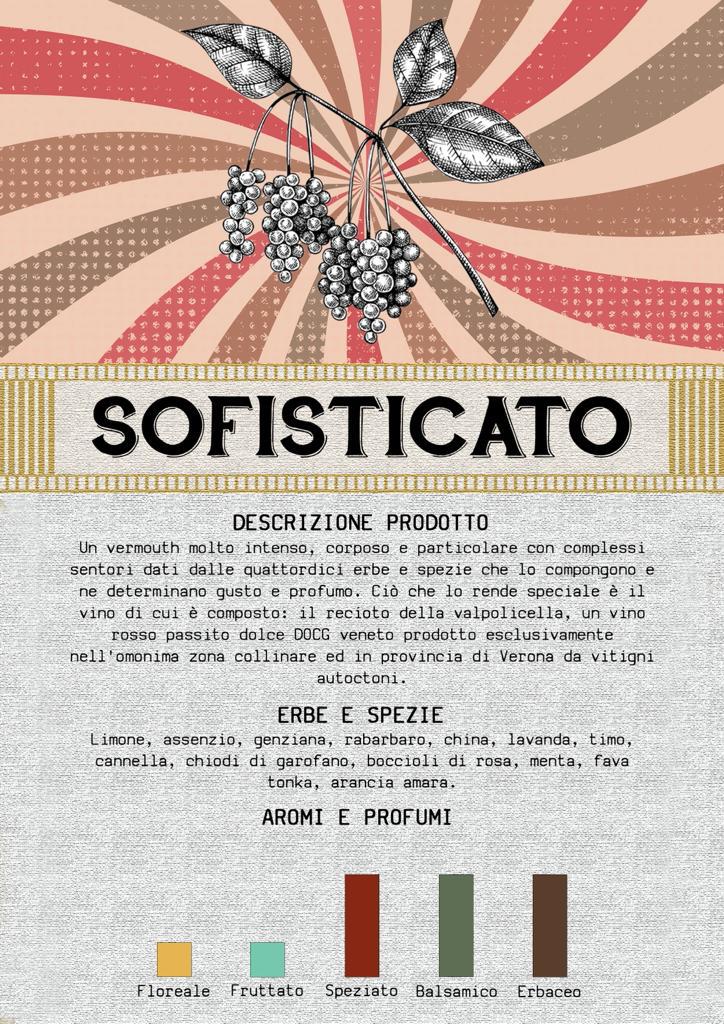 SOFISTICATO
DESCRIZIONE PRODOTTO
Un vermouth molto intenso, corposo e particolare con complessi
sentori dati dalle quattordici erbe e spezie che lo compongono e
ne determinano gusto e profumo. Ciò che lo rende speciale è il
vino di cui è composto: il recioto della valpolicella, un vino
rosso passito dolce DOCG veneto prodotto esclusivamente
nell'omonima zona collinare ed in provincia di Verona da vitigni
autoctoni.
ERBE E SPEZIE
Limone, assenzio, genziana, rabarbaro, china, lavanda, timo,
cannella, chiodi di garofano, boccioli di rosa, menta, fava
tonka, arancia amara.
AROMI E PROFUMI
Floreale Fruttato Speziato Balsamico Erbaceo